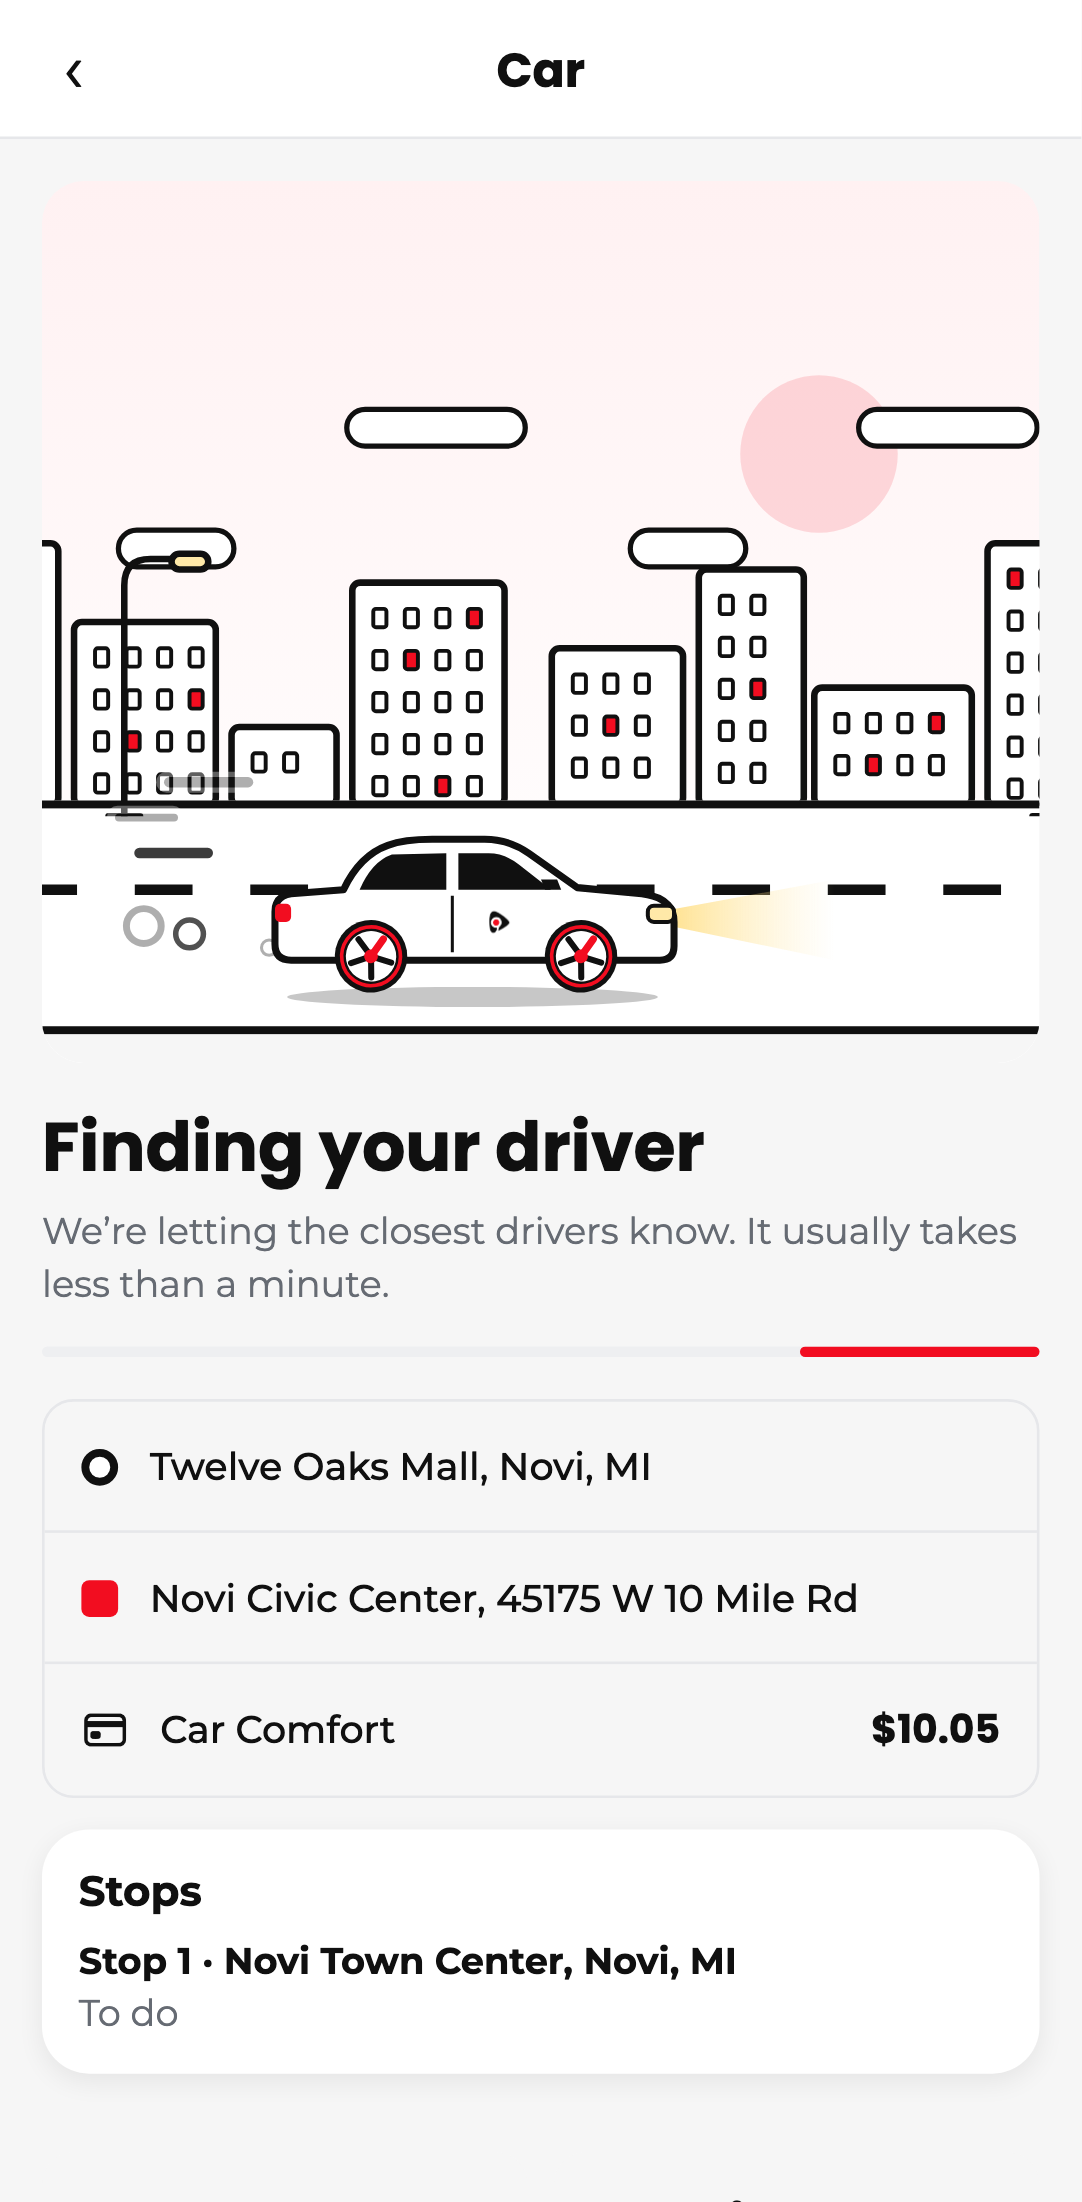 Car
Finding your driver
We’re letting the closest drivers know. It usually takes
less than a minute.
Twelve Oaks Mall, Novi, MI
Novi Civic Center, 45175 W 10 Mile Rd
Car Comfort $10.05
Stops
Stop 1 · Novi Town Center, Novi, MI
To do